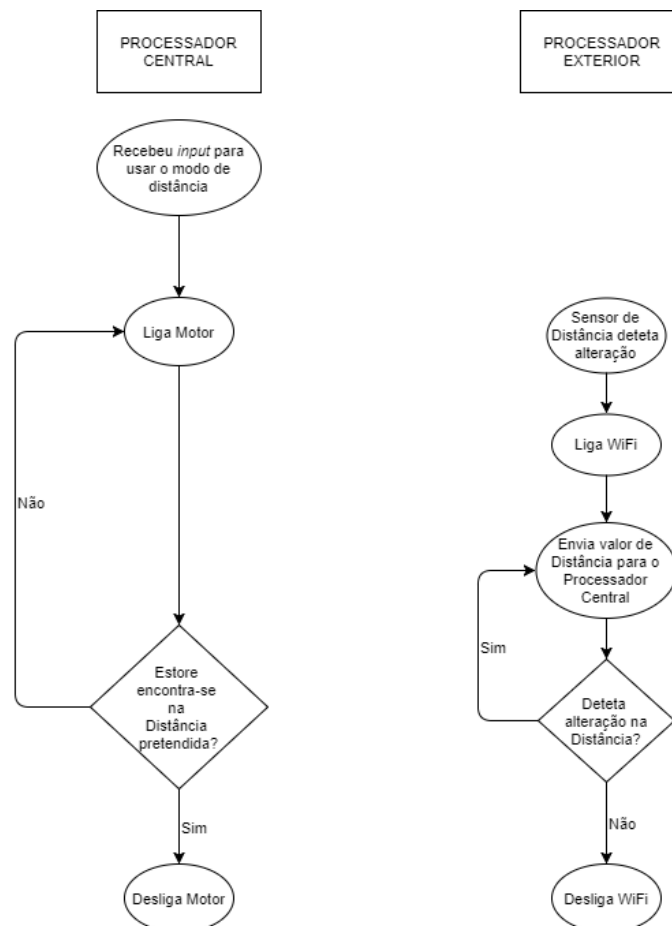 PROCESSADOR
CENTRAL
Recebeu input para
usar o modo de
distância
Liga Motor
Não
Estore
encontra-se
na
Distância
pretendida?
Sim
Desliga Motor
PROCESSADOR
EXTERIOR
Sensor de
Distância deteta
alteração
Liga WiFi
Envia valor de
Distância para o
Processador
Central
Sim
Deteta
alteração na
Distância?
Não
Desliga WiFi